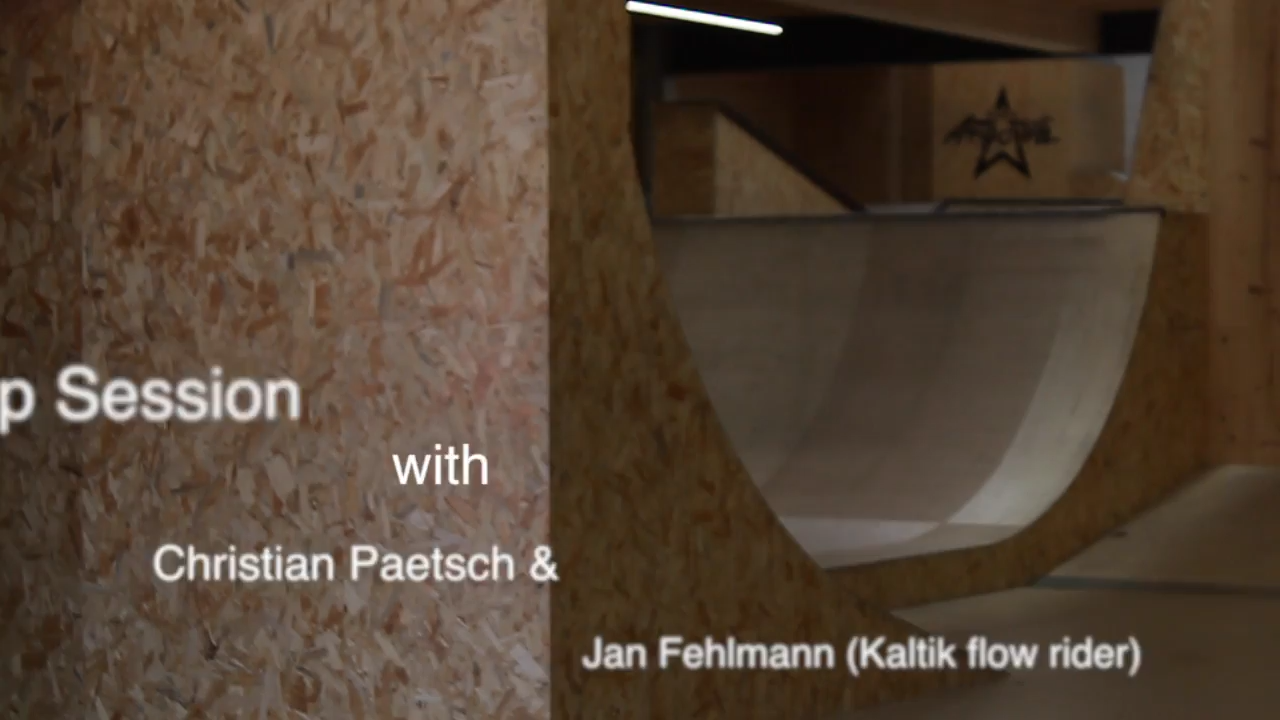 p Session
with
Christian Paetsch &
Jan Fehlmann (Kaltik flow rider)